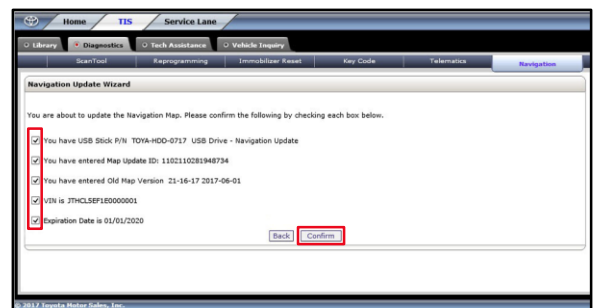 Home TIS Service Lane
Library Diagnostics Tech Assistance Vehicle Inquiry
ScanTool Reprogramming Immobilizer Reset Key Code Telematics Navigation
Navigation Update Wizard
You are about to update the Navigation Map. Please confirm the following by checking each box below.
You have USB Stick P/N TOYA-HDD-0717 USB Drive - Navigation Update
You have entered Map Update ID: 1102110281948734
You have entered Old Map Version 21-16-17 2017-06-01
VIN is JTHCL5EF1E0000001
Expiration Date is 01/01/2020
Back Confirm
© 2017 Toyota Motor Sales, Inc.